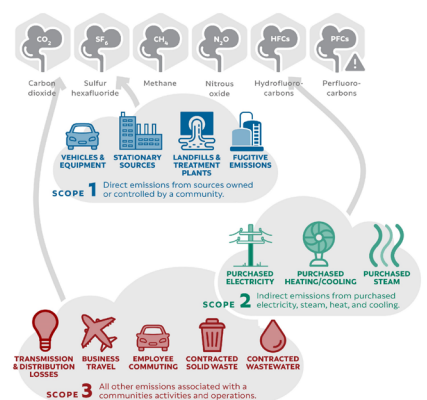 CO₂ SF₆ CH₄ N₂O HFCs PFCs
Carbon dioxide
Sulfur hexafluoride
Methane
Nitrous oxide
Hydrofluoro-
carbons
Perfluoro-
carbons
VEHICLES &
EQUIPMENT
STATIONARY
SOURCES
LANDFILLS &
TREATMENT
PLANTS
FUGITIVE
EMISSIONS
SCOPE 1 Direct emissions from sources owned
or controlled by a community.
PURCHASED
ELECTRICITY
PURCHASED
HEATING/COOLING
PURCHASED
STEAM
SCOPE 2 Indirect emissions from purchased
electricity, steam, heat, and cooling.
TRANSMISSION
& DISTRIBUTION
LOSSES
BUSINESS
TRAVEL
EMPLOYEE
COMMUTING
CONTRACTED
SOLID WASTE
CONTRACTED
WASTEWATER
SCOPE 3 All other emissions associated with a
communities activities and operations.